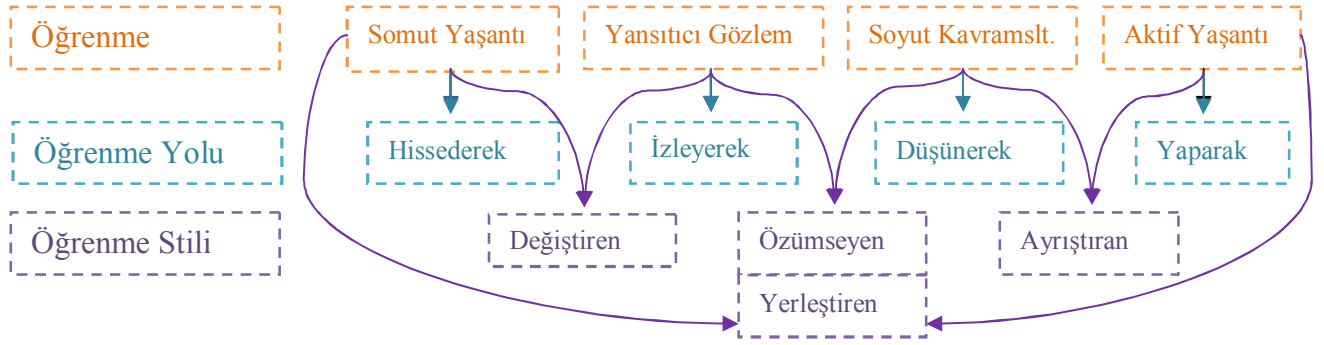 Öğrenme
Somut Yaşantı
Yansıtıcı Gözlem
Soyut Kavramslt.
Aktif Yaşantı
Öğrenme Yolu
Hissederek
İzleyerek
Düşünerek
Yaparak
Öğrenme Stili
Değiştiren
Özümseyen
Ayrıştıran
Yerleştiren